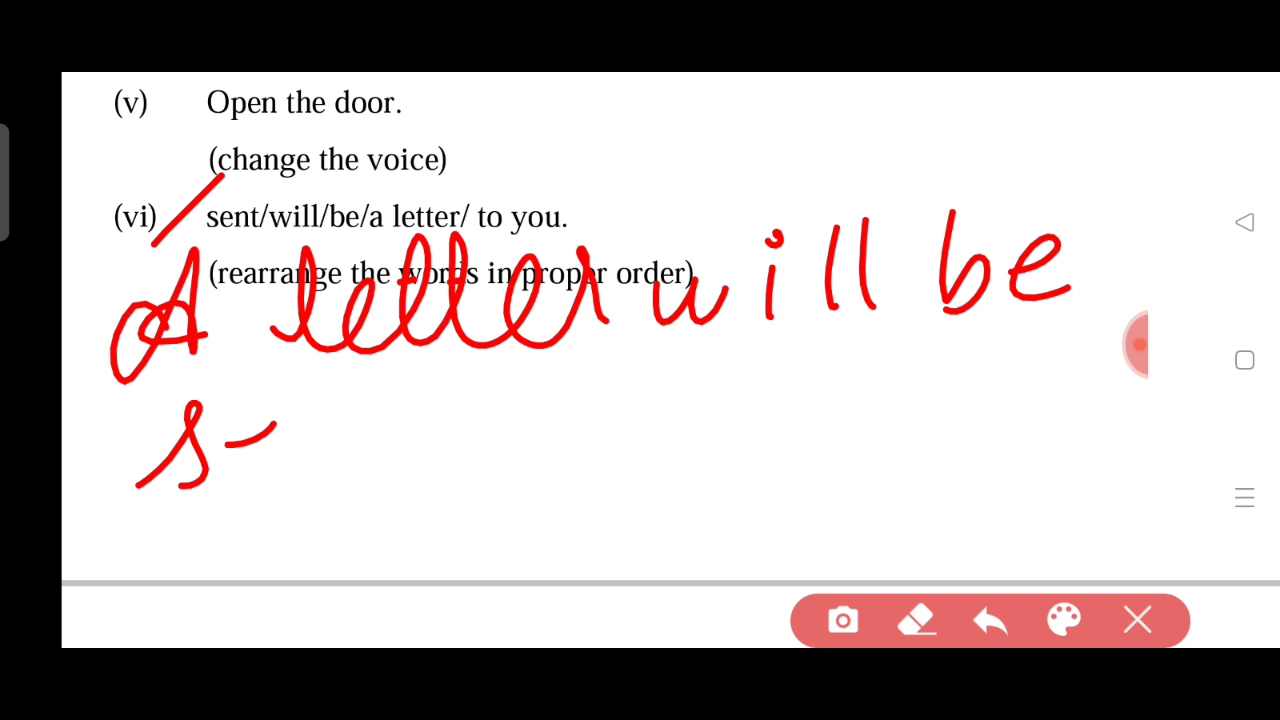 (v) Open the door.
(change the voice)
(vi) sent/will/be/a letter/ to you.
(rearrange the words in proper order)
A letter will be
s